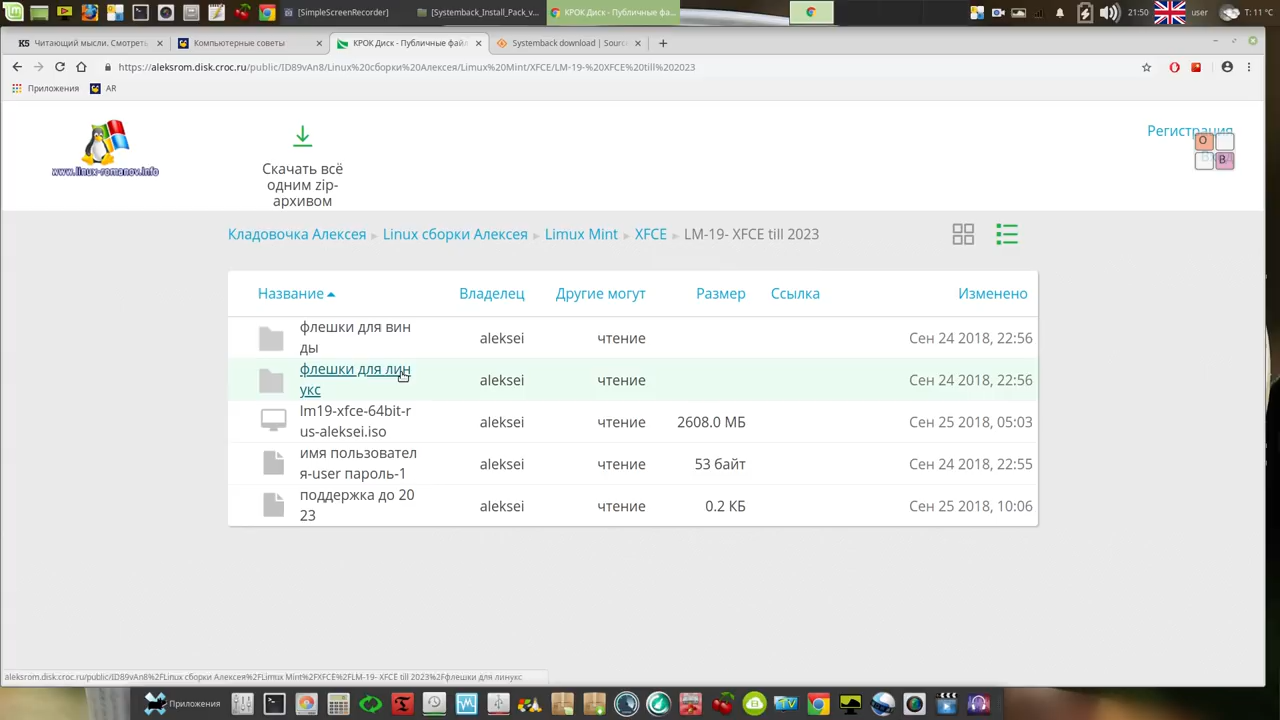 [SimpleScreenRecorder]
[Systemback_Install_Pack_v...
КРОК Диск - Публичные фа...
21:50
user
T: 11 °C
K5 Читающий мысли. Смотреть
Компьютерные советы
КРОК Диск - Публичные фай
Systemback download | Sourc
https://aleksrom.disk.croc.ru/public/ID89vAn8/Linux%20сборки%20Алексея/Limux%20Mint/XFCE/LM-19-%20XFCE%20till%202023
Приложения
AR
www.linux-romanov.info
Скачать всё
одним zip-
архивом
Регистрация
О
В
Кладовочка Алексея ▸ Linux сборки Алексея ▸ Limux Mint ▸ XFCE ▸ LM-19- XFCE till 2023
Название Владелец Другие могут Размер Ссылка Изменено
флешки для вин
ды
aleksei чтение Сен 24 2018, 22:56
флешки для лин
укс
aleksei чтение Сен 24 2018, 22:56
lm19-xfce-64bit-r
us-aleksei.iso
aleksei чтение 2608.0 МБ Сен 25 2018, 05:03
имя пользовател
я-user пароль-1
aleksei чтение 53 байт Сен 24 2018, 22:55
поддержка до 20
23
aleksei чтение 0.2 КБ Сен 25 2018, 10:06
aleksrom.disk.croc.ru/public/ID89vAn8%2FLinux сборки Алексея%2FLimux Mint%2FXFCE%2FLM-19- XFCE till 2023%2Fфлешки для линукс
Приложения